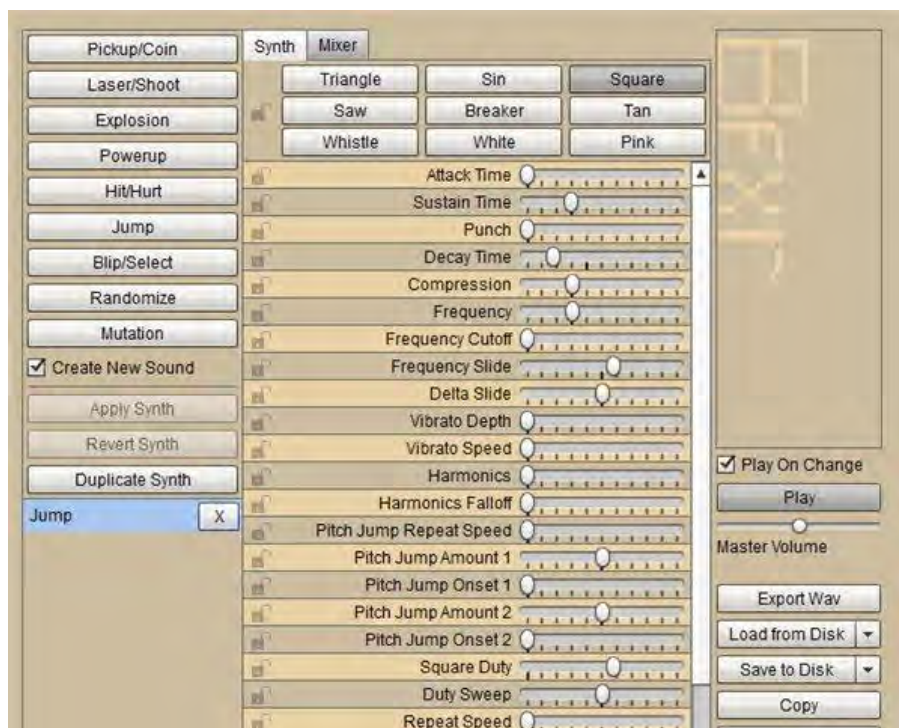 Pickup/Coin
Laser/Shoot
Explosion
Powerup
Hit/Hurt
Jump
Blip/Select
Randomize
Mutation
Create New Sound
Apply Synth
Revert Synth
Duplicate Synth
Jump X
Synth Mixer
Triangle Sin Square
Saw Breaker Tan
Whistle White Pink
Attack Time
Sustain Time
Punch
Decay Time
Compression
Frequency
Frequency Cutoff
Frequency Slide
Delta Slide
Vibrato Depth
Vibrato Speed
Harmonics
Harmonics Falloff
Pitch Jump Repeat Speed
Pitch Jump Amount 1
Pitch Jump Onset 1
Pitch Jump Amount 2
Pitch Jump Onset 2
Square Duty
Duty Sweep
Repeat Speed
BFXR
Play On Change
Play
Master Volume
Export Wav
Load from Disk
Save to Disk
Copy